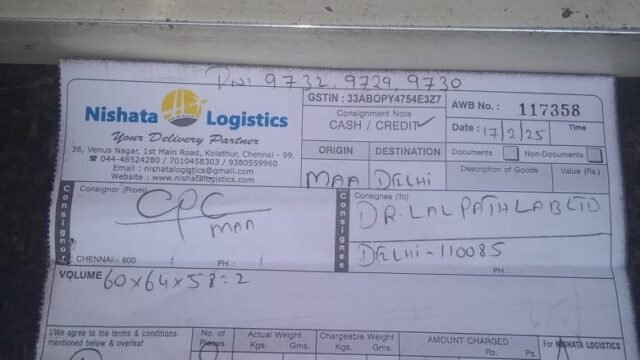 9732, 9729, 9730
Nishata Logistics
Your Delivery Partner
36, Venus Nagar, 1st Main Road, Kolathur, Chennai - 99.
☎ 044-48524280 / 7010458303 / 9380559960
Email : nishatalogistics@gmail.com
Website : www.nishatalogistics.com
GSTIN : 33ABOPY4754E3Z7
Consignment Note
CASH / CREDIT ✓
AWB No. : 117358
Date : 17/2/25 Time
ORIGIN DESTINATION
MAA DELHI
Documents Non-Documents
Description of Goods Value (Rs.)
Consignor
Consignor (From)
CPC
MAA
CHENNAI:- 600 PH. :
Consignee
Consignee (To)
DR. LAL PATH LAB LTD
DELHI - 110085
PH. :
VOLUME
60 x 64 x 58 = 2
I/We agree to the terms & conditions
mentioned below & overleaf
No. of
Pieces
Actual Weight
Kgs. Gms.
Chargeable Weight
Kgs. Gms.
AMOUNT CHARGED
Rs. Ps.
For NISHATA LOGISTICS